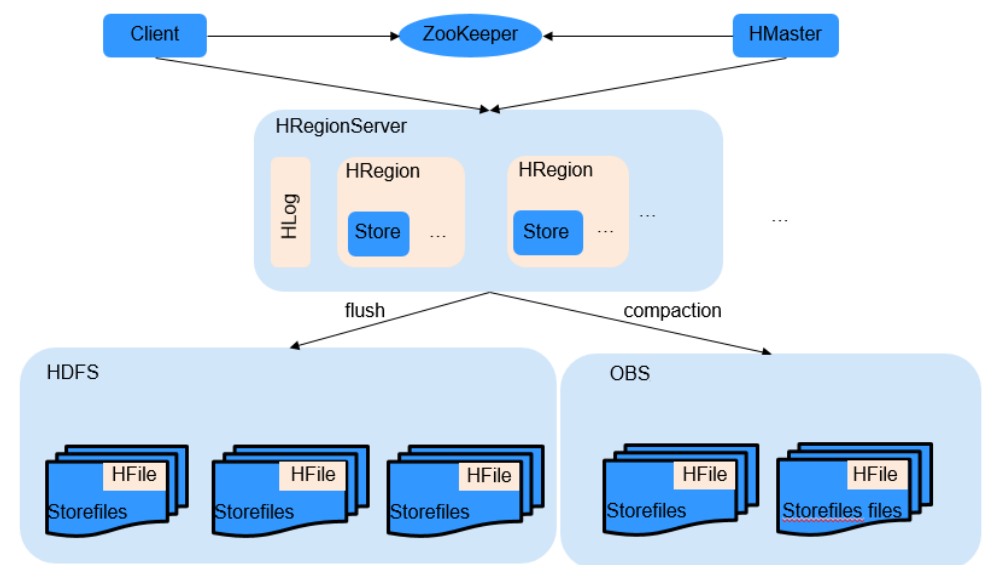 Client
ZooKeeper
HMaster
HRegionServer
HLog
HRegion
Store
...
HRegion
Store
...
...
...
flush
compaction
HDFS
HFile
Storefiles
HFile
Storefiles
HFile
Storefiles
OBS
HFile
Storefiles
HFile
Storefiles files